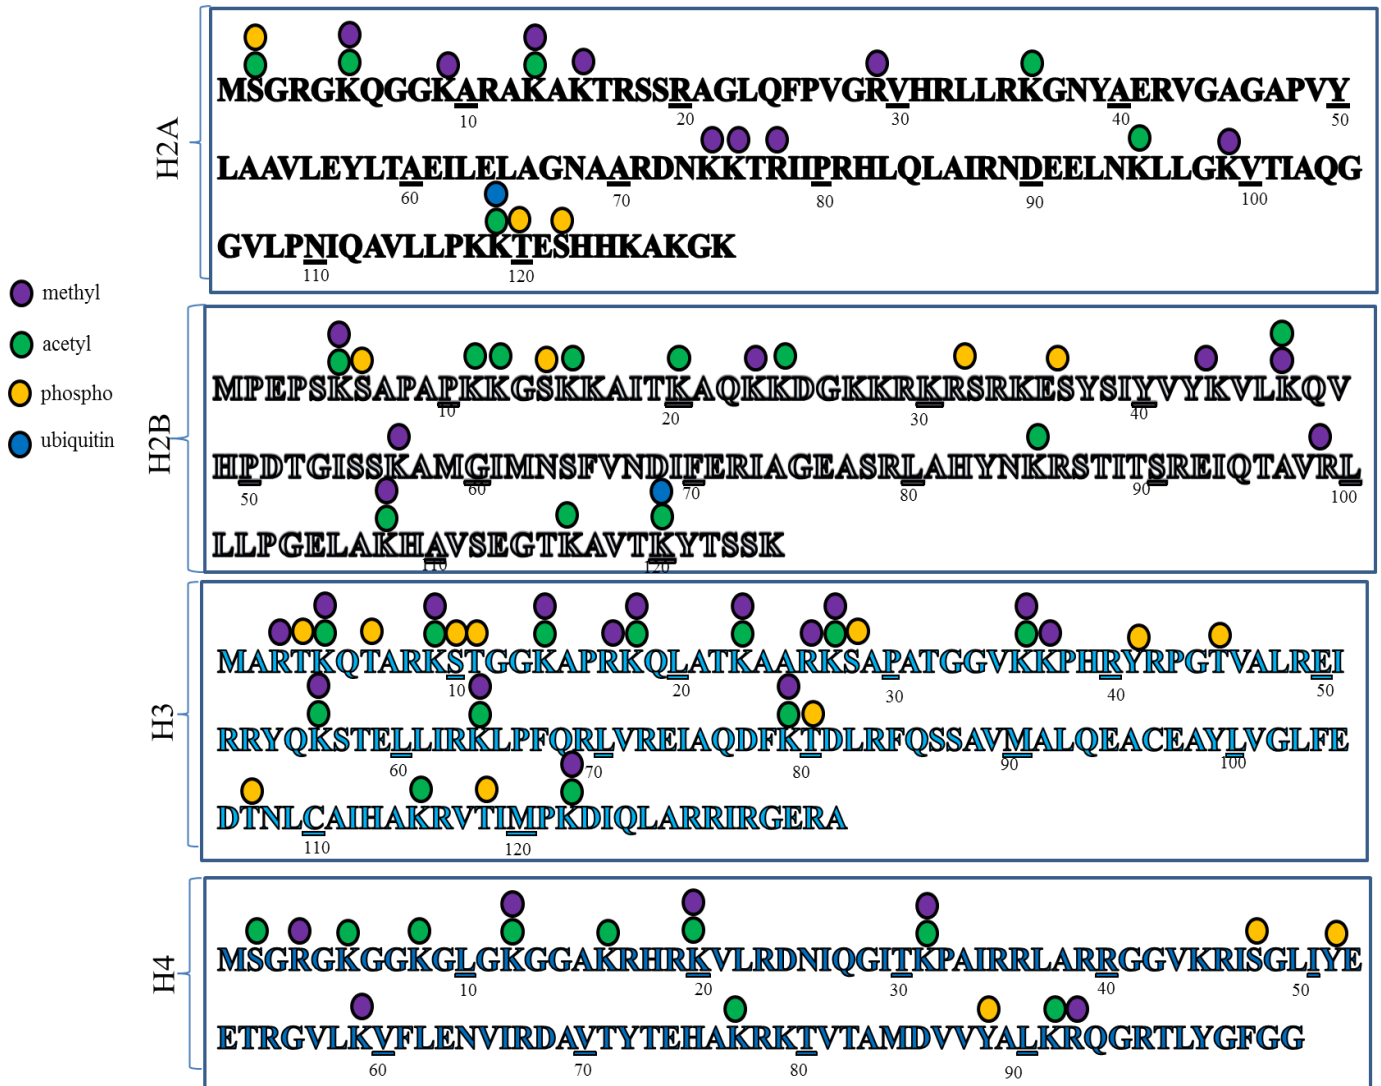 methyl
acetyl
phospho
ubiquitin
H2A
MSGRGKQGGKARAKAKTRSSRAGLQFPVGRVHRLLRKGNYAERVGAGAPVY
10 20 30 40 50
LAAVLEYLTAEILELAGNAARDNKKTRIIPRHLQLAIRNDEELNKLLGKVTIAQG
60 70 80 90 100
GVLPNIQAVLLPKKTESHHKAKGK
110 120
H2B
MPEPSKSAPAPKKGSKKAITKAQKKDGKKRKRSRKESYSIYVYKVLKQV
10 20 30 40
HPDTGISSKAMGIMNSFVNDIFERIAGEASRLAHYNKRSTITSREIQTAVRL
50 60 70 80 90 100
LLPGELAKHAVSEGTKAVTKYTSSK
110 120
H3
MARTKQTARKSTGGKAPRKQLATKAARKSAPATGGVKKPHRYRPGTVALREI
10 20 30 40 50
RRYQKSTELLIRKLPFQRLVREIAQDFKTDLRFQSSAVMALQEACEAYLVGLFE
60 70 80 90 100
DTNLCAIHAKRVTIMPKDIQLARRIRGERA
110 120
H4
MSGRGKGGKGLGKGGAKRHRKVLRDNIQGITKPAIRRLARRGGVKRISGLIYE
10 20 30 40 50
ETRGVLKVFLENVIRDAVTYTEHAKRKTVTAMDVVYALKRQGRTLYGFGG
60 70 80 90